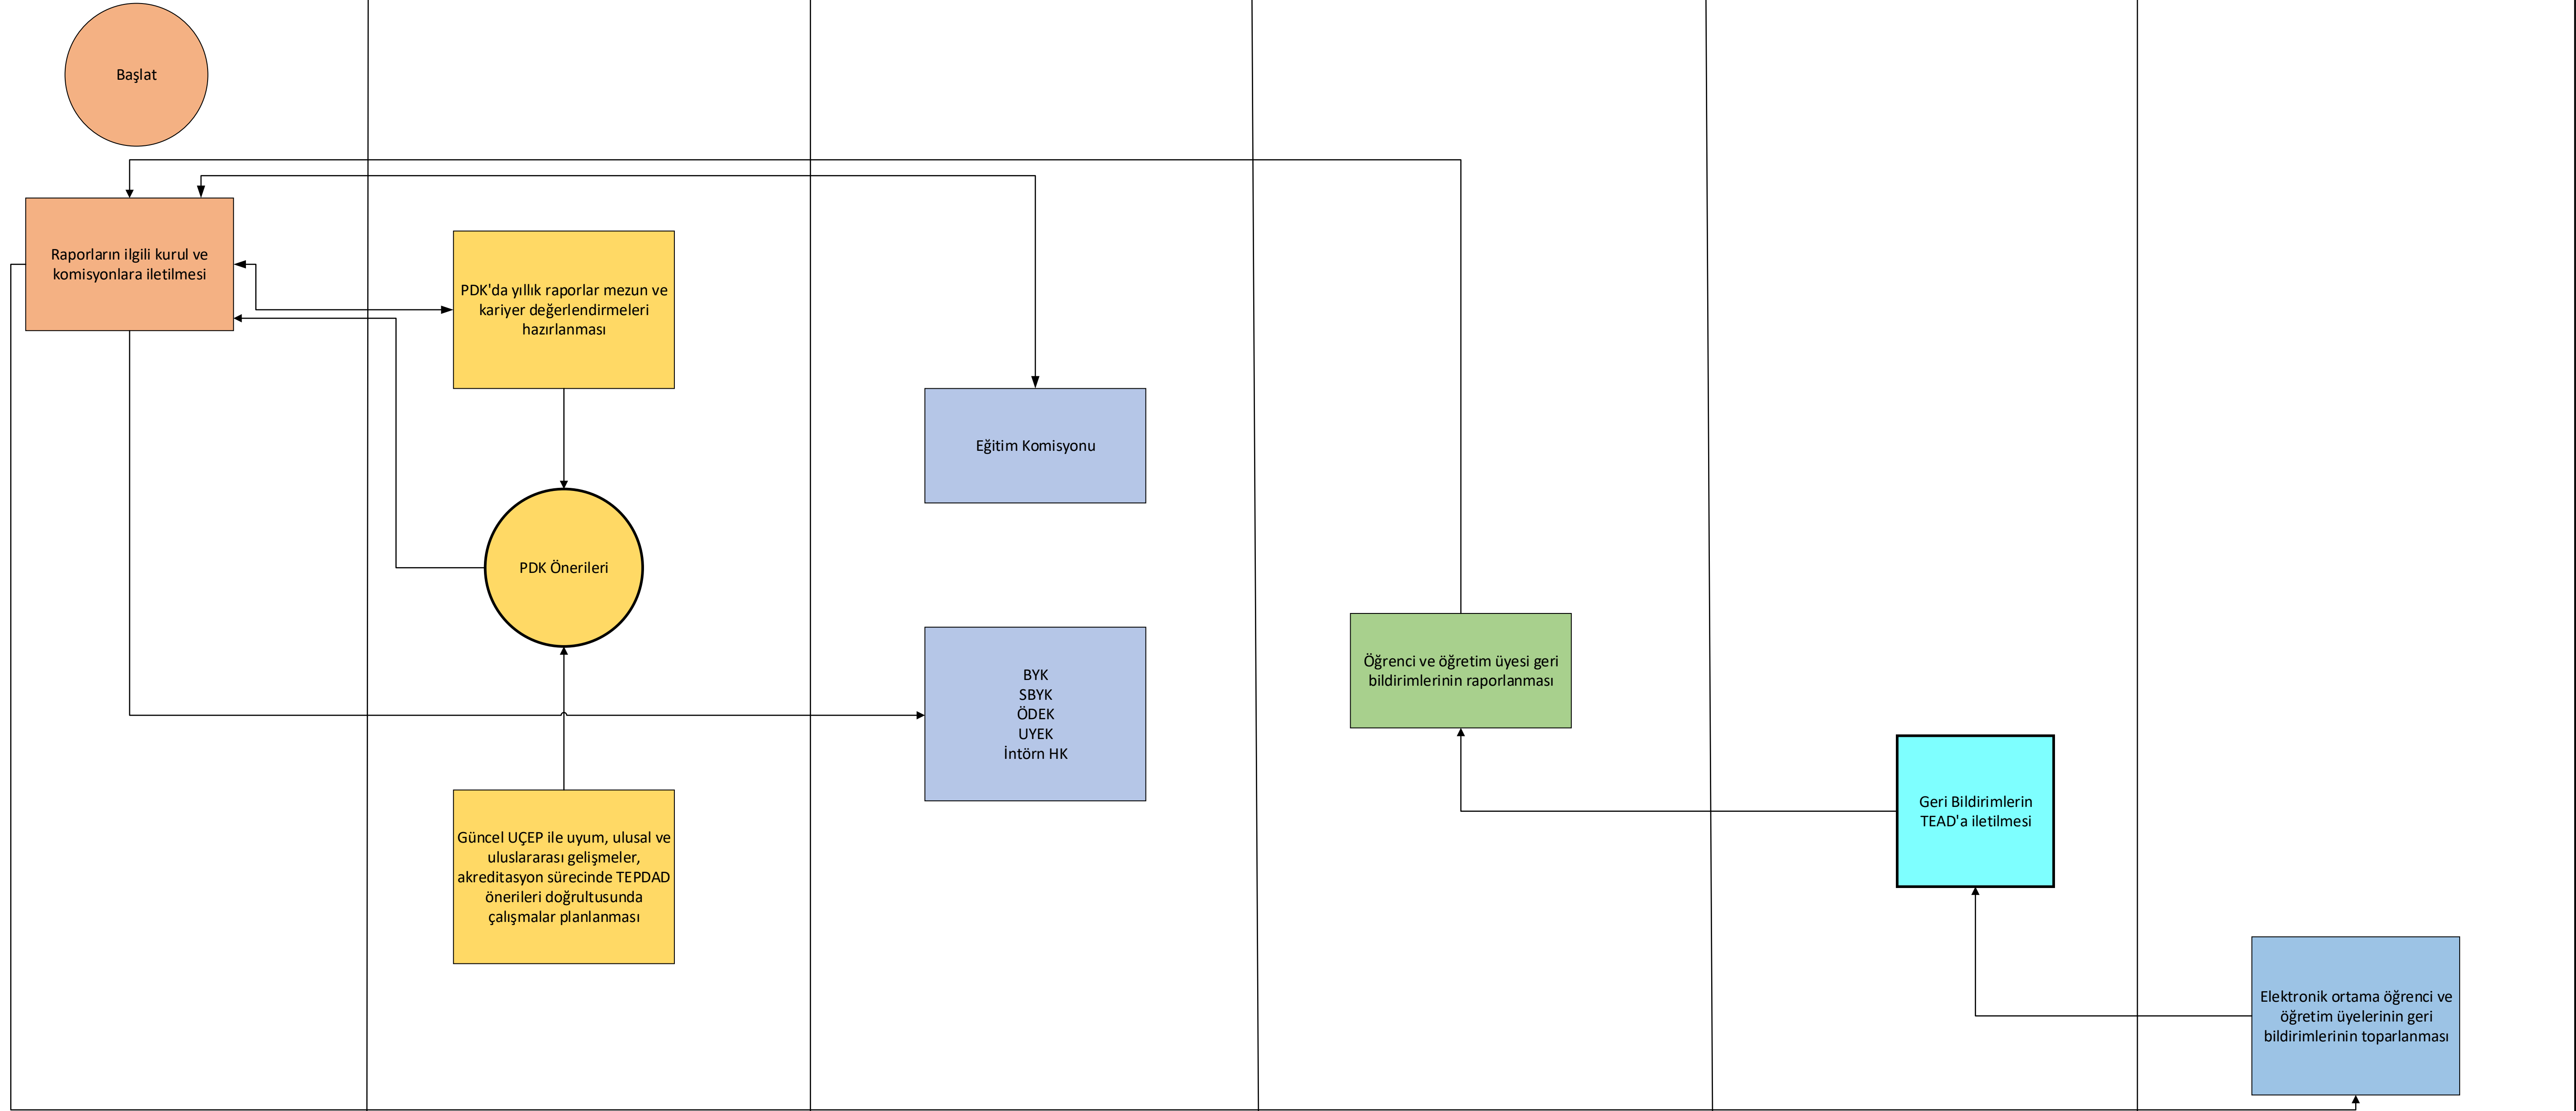 Başlat
Raporların ilgili kurul ve
komisyonlara iletilmesi
PDK'da yıllık raporlar mezun ve
kariyer değerlendirmeleri
hazırlanması
Eğitim Komisyonu
PDK Önerileri
BYK
SBYK
ÖDEK
UYEK
İntörn HK
Öğrenci ve öğretim üyesi geri
bildirimlerinin raporlanması
Geri Bildirimlerin
TEAD'a iletilmesi
Güncel UÇEP ile uyum, ulusal ve
uluslararası gelişmeler,
akreditasyon sürecinde TEPDAD
önerileri doğrultusunda
çalışmalar planlanması
Elektronik ortama öğrenci ve
öğretim üyelerinin geri
bildirimlerinin toparlanması